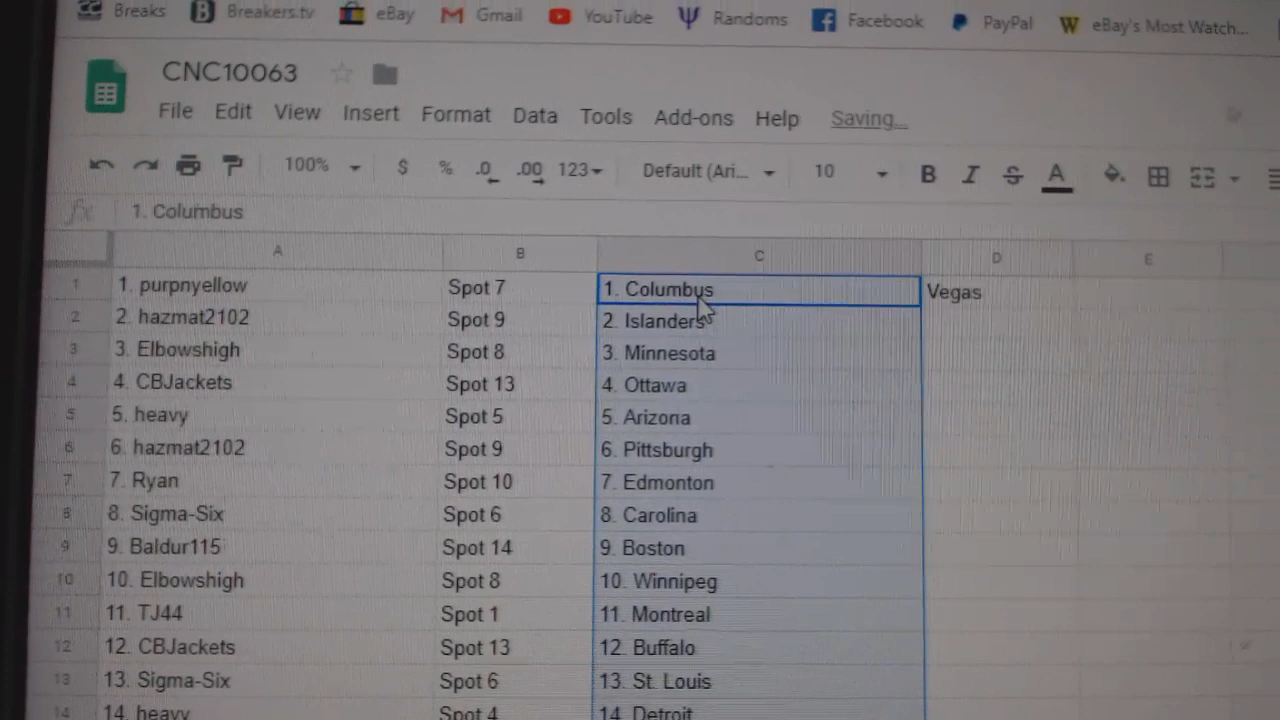 Breaks Breakers.tv eBay Gmail YouTube Randoms Facebook PayPal eBay's Most Watch...
CNC10063
File Edit View Insert Format Data Tools Add-ons Help Saving...
100% $ % .0 .00 123 Default (Ari... 10 B I S A
fx 1. Columbus
A B C D E
1 1. purpnyellow Spot 7 1. Columbus Vegas
2 2. hazmat2102 Spot 9 2. Islanders
3 3. Elbowshigh Spot 8 3. Minnesota
4 4. CBJackets Spot 13 4. Ottawa
5 5. heavy Spot 5 5. Arizona
6 6. hazmat2102 Spot 9 6. Pittsburgh
7 7. Ryan Spot 10 7. Edmonton
8 8. Sigma-Six Spot 6 8. Carolina
9 9. Baldur115 Spot 14 9. Boston
10 10. Elbowshigh Spot 8 10. Winnipeg
11 11. TJ44 Spot 1 11. Montreal
12 12. CBJackets Spot 13 12. Buffalo
13 13. Sigma-Six Spot 6 13. St. Louis
14 14. heavy Spot 4 14. Detroit